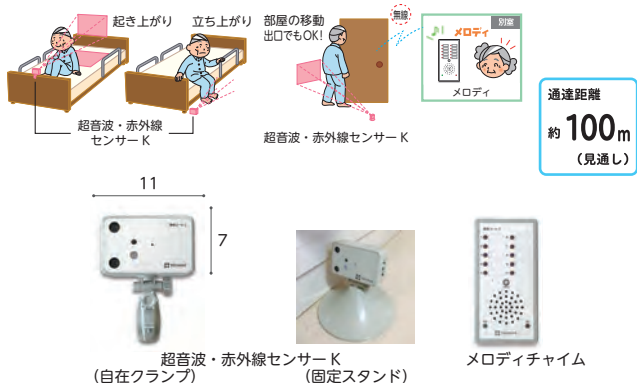 起き上がり
立ち上がり
超音波・赤外線
センサー K
部屋の移動
出口でもOK!
無線
超音波・赤外線センサー K
別室
メロディ
メロディ
通達距離
約 100m
(見通し)
11
7
超音波・赤外線センサー K
(自在クランプ)
(固定スタンド)
メロディチャイム